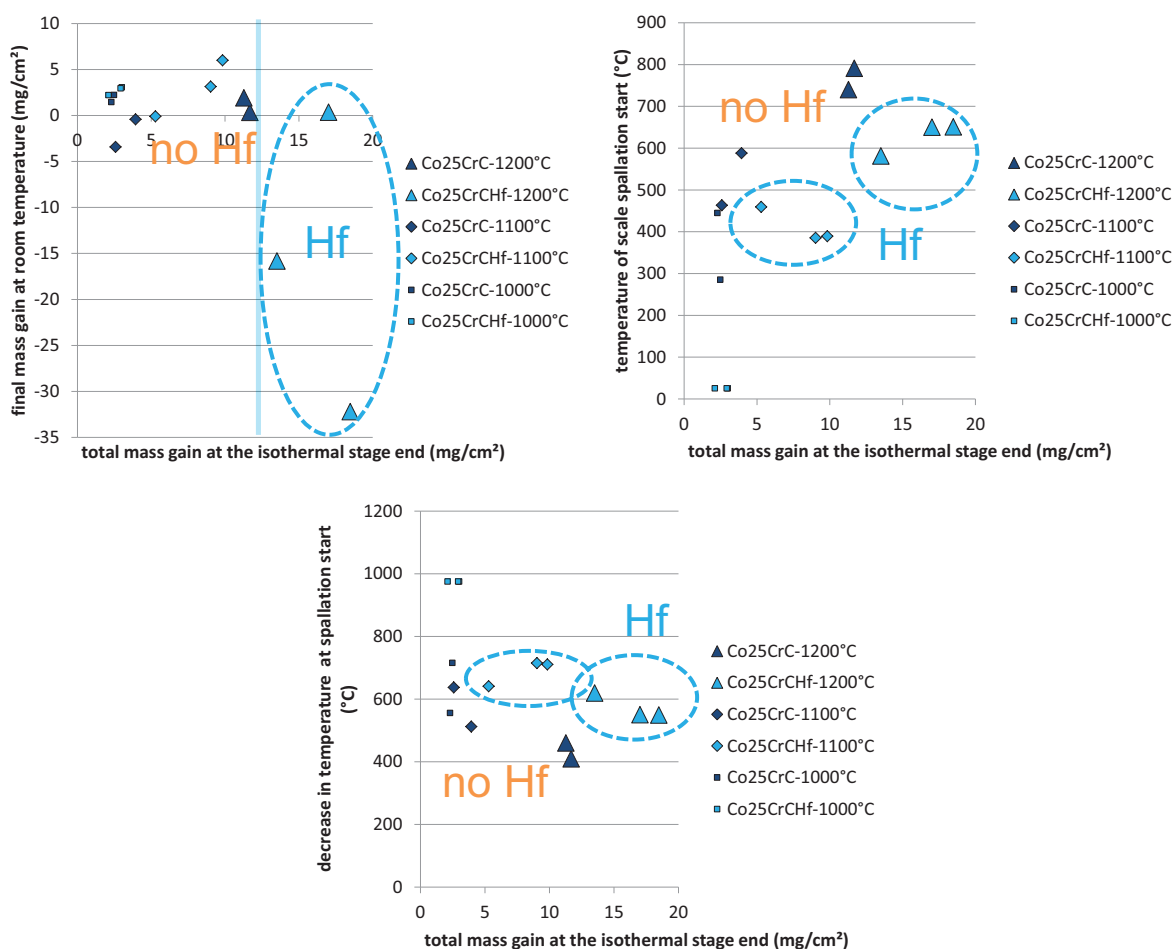 final mass gain at room temperature (mg/cm²)
10
5
0
-5
-10
-15
-20
-25
-30
-35
0
5
10
15
20
no Hf
Hf
total mass gain at the isothermal stage end (mg/cm²)
Co25CrC-1200°C
Co25CrCHf-1200°C
Co25CrC-1100°C
Co25CrCHf-1100°C
Co25CrC-1000°C
Co25CrCHf-1000°C
temperature of scale spallation start (°C)
900
800
700
600
500
400
300
200
100
0
0
5
10
15
20
no Hf
Hf
total mass gain at the isothermal stage end (mg/cm²)
Co25CrC-1200°C
Co25CrCHf-1200°C
Co25CrC-1100°C
Co25CrCHf-1100°C
Co25CrC-1000°C
Co25CrCHf-1000°C
decrease in temperature at spallation start
(°C)
1200
1000
800
600
400
200
0
0
5
10
15
20
Hf
no Hf
total mass gain at the isothermal stage end (mg/cm²)
Co25CrC-1200°C
Co25CrCHf-1200°C
Co25CrC-1100°C
Co25CrCHf-1100°C
Co25CrC-1000°C
Co25CrCHf-1000°C